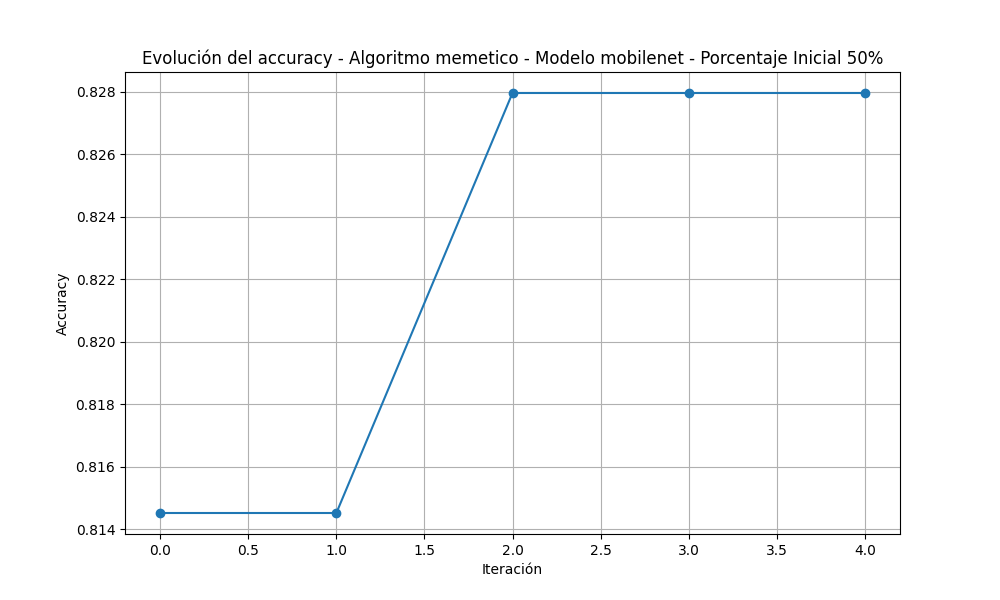 Evolución del accuracy - Algoritmo memetico - Modelo mobilenet - Porcentaje Inicial 50%
0.828
0.826
0.824
0.822
0.820
0.818
0.816
0.814
Accuracy
0.0 0.5 1.0 1.5 2.0 2.5 3.0 3.5 4.0
Iteración